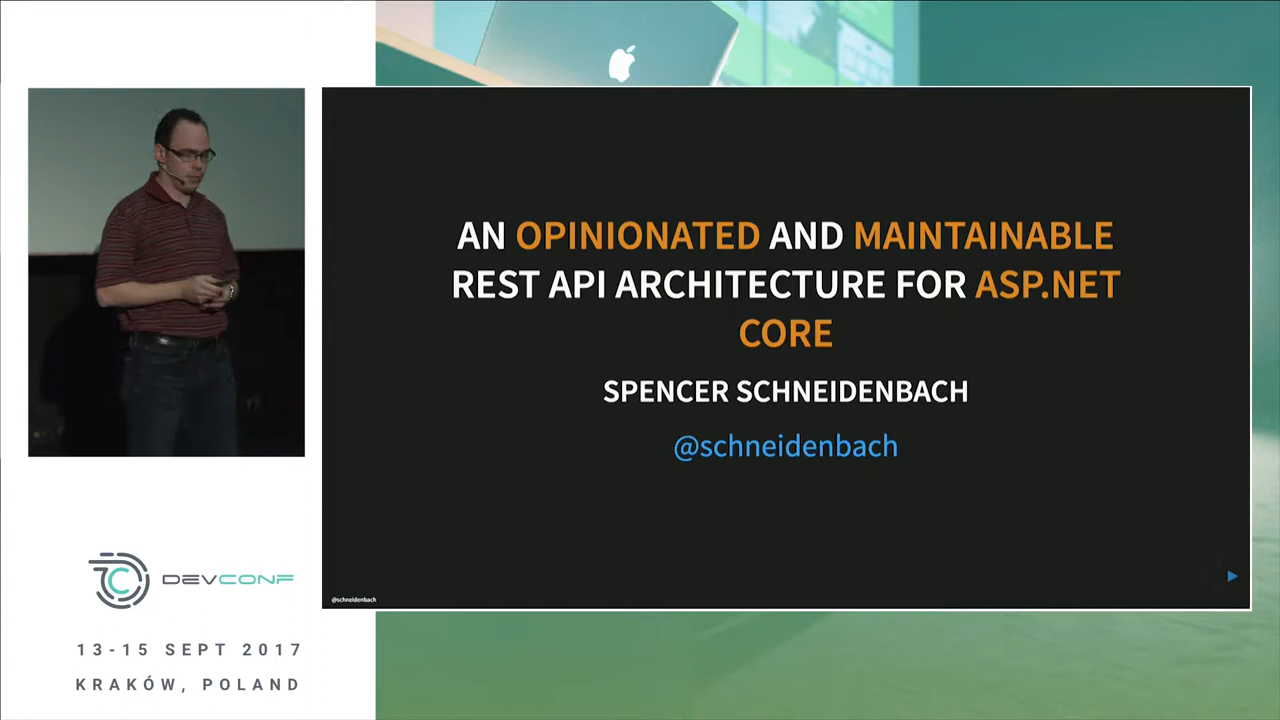 AN OPINIONATED AND MAINTAINABLE
REST API ARCHITECTURE FOR ASP.NET
CORE
SPENCER SCHNEIDENBACH
@schneidenbach
@schneidenbach
DEVCONF
13-15 SEPT 2017
KRAKÓW, POLAND